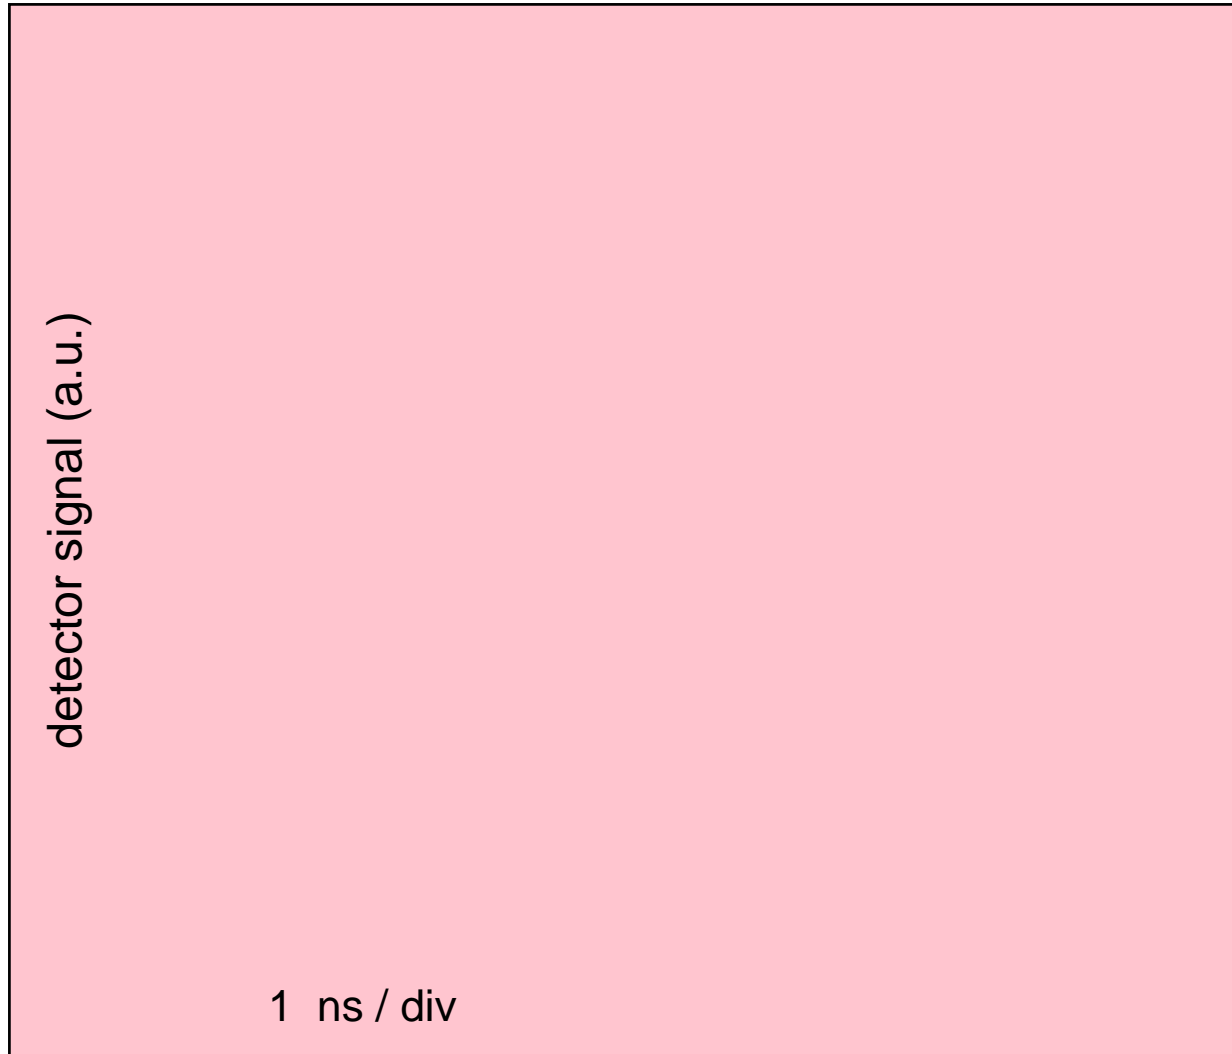 detector signal (a.u.)
1 ns / div